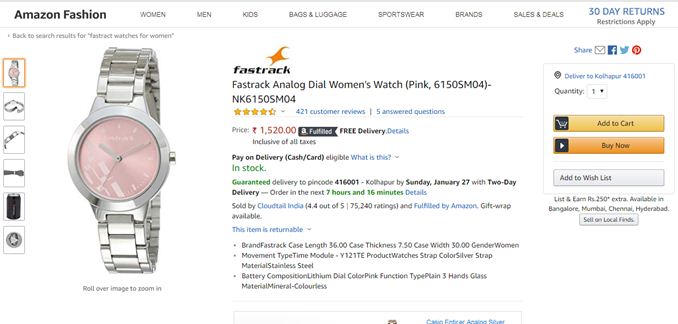 Amazon Fashion
WOMEN
MEN
KIDS
BAGS & LUGGAGE
SPORTSWEAR
BRANDS
SALES & DEALS
30 DAY RETURNS
Restrictions Apply
‹ Back to search results for "fastract watches for women"
fastrack
Fastrack Analog Dial Women's Watch (Pink, 6150SM04)-
NK6150SM04
421 customer reviews | 5 answered questions
Price: ₹ 1,520.00 Fulfilled FREE Delivery.Details
Inclusive of all taxes
Pay on Delivery (Cash/Card) eligible What is this?
In stock.
Guaranteed delivery to pincode 416001 - Kolhapur by Sunday, January 27 with Two-Day
Delivery — Order in the next 7 hours and 16 minutes Details
Sold by Cloudtail India (4.4 out of 5 | 75,240 ratings) and Fulfilled by Amazon. Gift-wrap
available.
This item is returnable
• BrandFastrack Case Length 36.00 Case Thickness 7.50 Case Width 30.00 GenderWomen
• Movement TypeTime Module - Y121TE ProductWatches Strap ColorSilver Strap
MaterialStainless Steel
• Battery CompositionLithium Dial ColorPink Function TypePlain 3 Hands Glass
MaterialMineral-Colourless
Roll over image to zoom in
Share
Deliver to Kolhapur 416001
Quantity: 1
Add to Cart
Buy Now
Add to Wish List
List & Earn Rs.250* extra. Available in
Bangalore, Mumbai, Chennai, Hyderabad.
Sell on Local Finds.
Casio Enticer Analog Silver